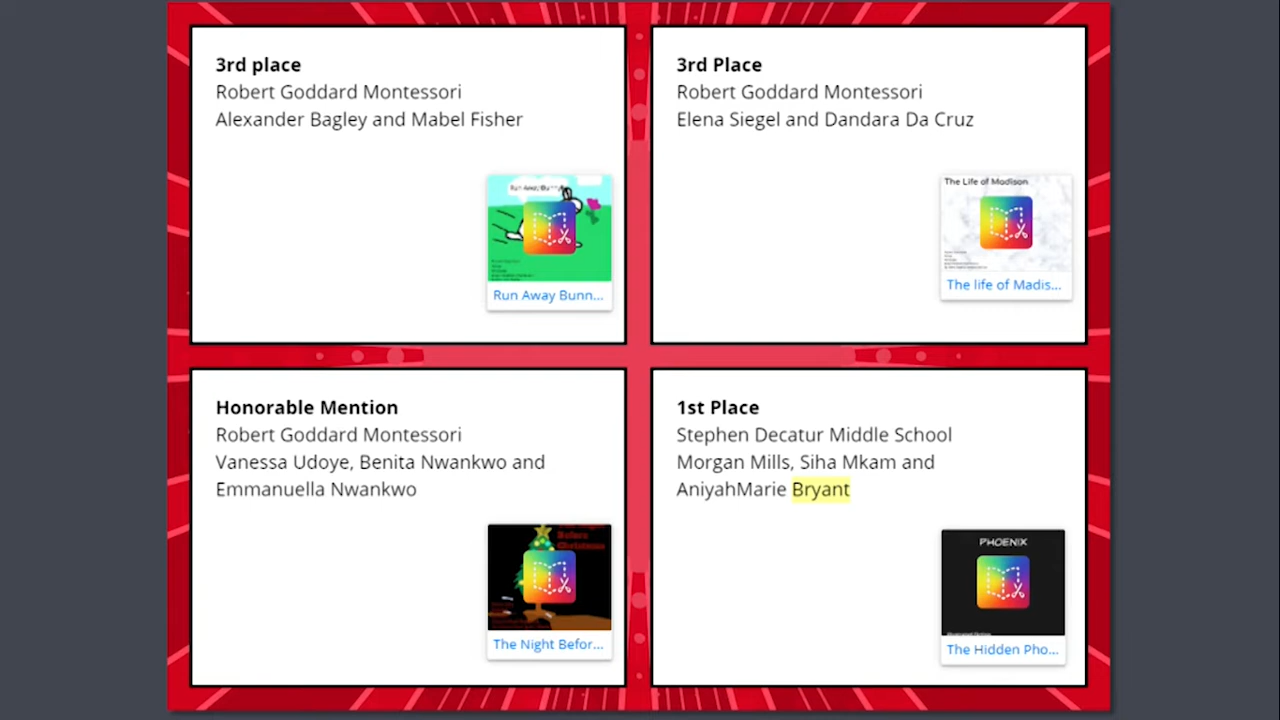 3rd place
Robert Goddard Montessori
Alexander Bagley and Mabel Fisher
Run Away Bunn...
3rd Place
Robert Goddard Montessori
Elena Siegel and Dandara Da Cruz
The Life of Madison
The life of Madis...
Honorable Mention
Robert Goddard Montessori
Vanessa Udoye, Benita Nwankwo and
Emmanuella Nwankwo
Before
Christmas
The Night Befor...
1st Place
Stephen Decatur Middle School
Morgan Mills, Siha Mkam and
AniyahMarie Bryant
PHOENIX
The Hidden Pho...